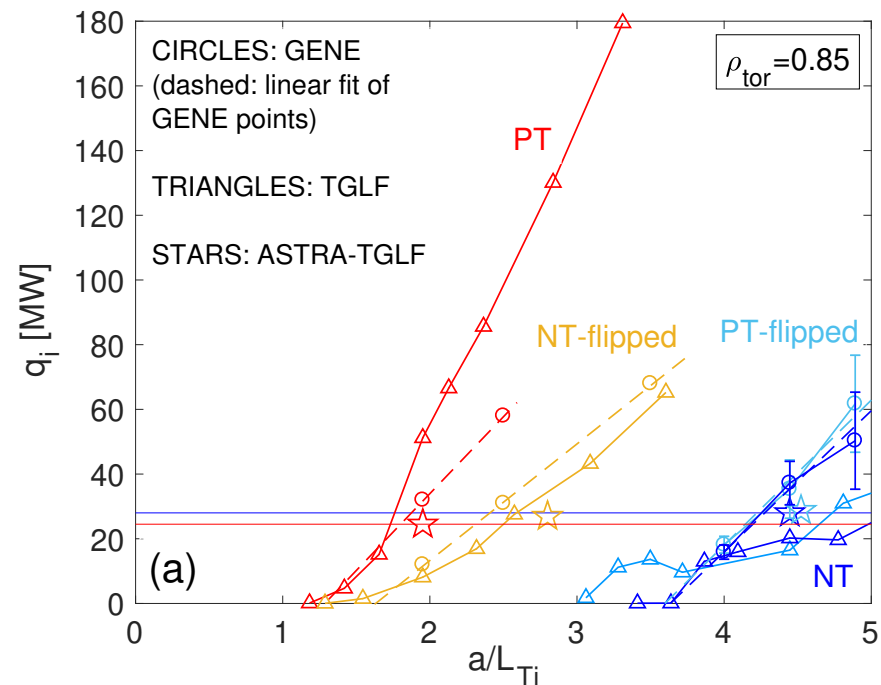 180
160
140
120
100
80
60
40
20
0
q_i [MW]
CIRCLES: GENE
(dashed: linear fit of
GENE points)
TRIANGLES: TGLF
STARS: ASTRA-TGLF
ρ_tor=0.85
PT
NT-flipped
PT-flipped
NT
(a)
0 1 2 3 4 5
a/L_Ti